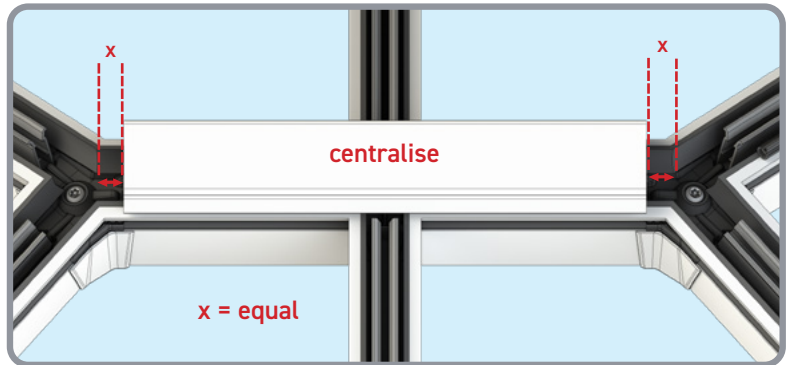 x
x
centralise
x = equal